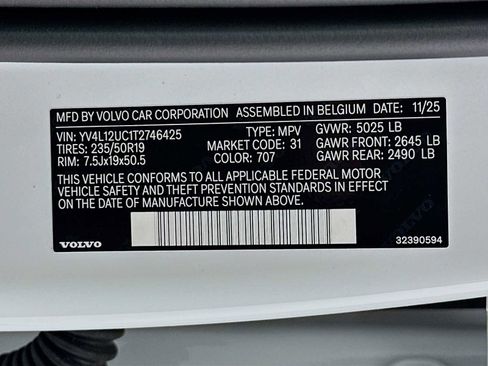 MFD BY VOLVO CAR CORPORATION ASSEMBLED IN BELGIUM DATE: 11/25
VIN: YV4L12UC1T2746425 TYPE: MPV GVWR: 5025 LB
TIRES: 235/50R19 MARKET CODE: 31 GAWR FRONT: 2645 LB
RIM: 7.5Jx19x50.5 COLOR: 707 GAWR REAR: 2490 LB
THIS VEHICLE CONFORMS TO ALL APPLICABLE FEDERAL MOTOR
VEHICLE SAFETY, BUMPER, AND THEFT PREVENTION STANDARDS IN EFFECT
ON THE DATE OF MANUFACTURE SHOWN ABOVE.
VOLVO 32390594